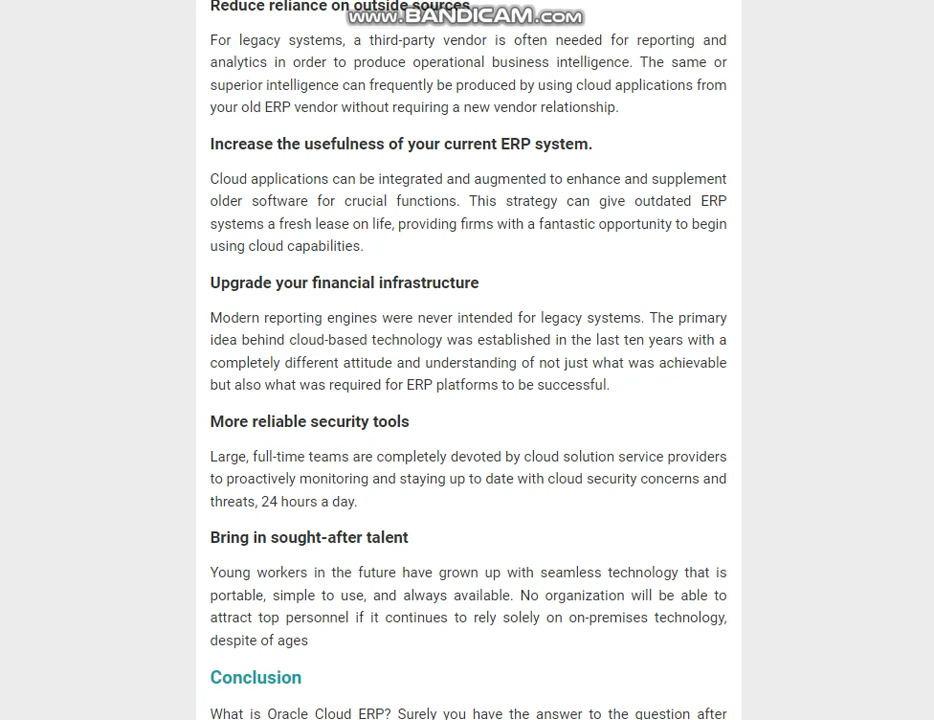 Reduce reliance on outside sources
www.BANDICAM.com
For legacy systems, a third-party vendor is often needed for reporting and
analytics in order to produce operational business intelligence. The same or
superior intelligence can frequently be produced by using cloud applications from
your old ERP vendor without requiring a new vendor relationship.
Increase the usefulness of your current ERP system.
Cloud applications can be integrated and augmented to enhance and supplement
older software for crucial functions. This strategy can give outdated ERP
systems a fresh lease on life, providing firms with a fantastic opportunity to begin
using cloud capabilities.
Upgrade your financial infrastructure
Modern reporting engines were never intended for legacy systems. The primary
idea behind cloud-based technology was established in the last ten years with a
completely different attitude and understanding of not just what was achievable
but also what was required for ERP platforms to be successful.
More reliable security tools
Large, full-time teams are completely devoted by cloud solution service providers
to proactively monitoring and staying up to date with cloud security concerns and
threats, 24 hours a day.
Bring in sought-after talent
Young workers in the future have grown up with seamless technology that is
portable, simple to use, and always available. No organization will be able to
attract top personnel if it continues to rely solely on on-premises technology,
despite of ages
Conclusion
What is Oracle Cloud ERP? Surely you have the answer to the question after